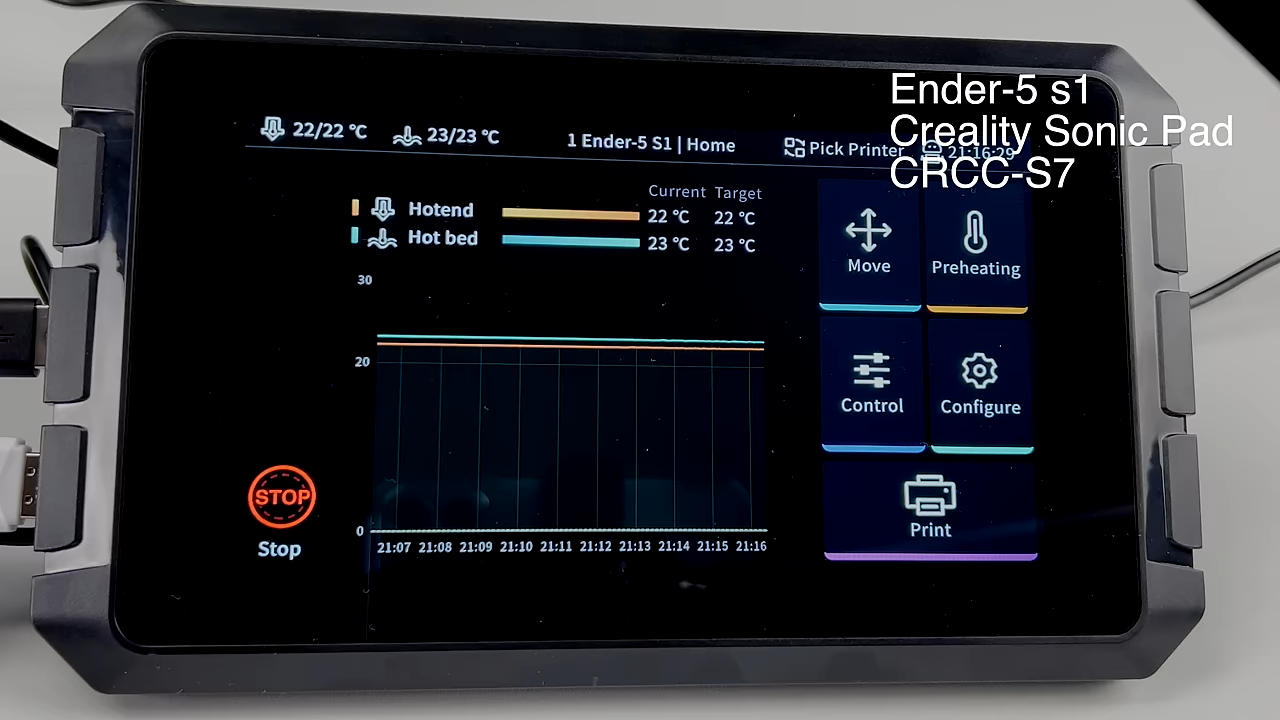 Ender-5 s1
Creality Sonic Pad
CRCC-S7
22/22 °C 23/23 °C 1 Ender-5 S1 | Home Pick Printer 21:16:29
Current Target
Hotend 22 °C 22 °C
Hot bed 23 °C 23 °C
30
20
0
21:07 21:08 21:09 21:10 21:11 21:12 21:13 21:14 21:15 21:16
STOP
Stop
Move
Preheating
Control
Configure
Print